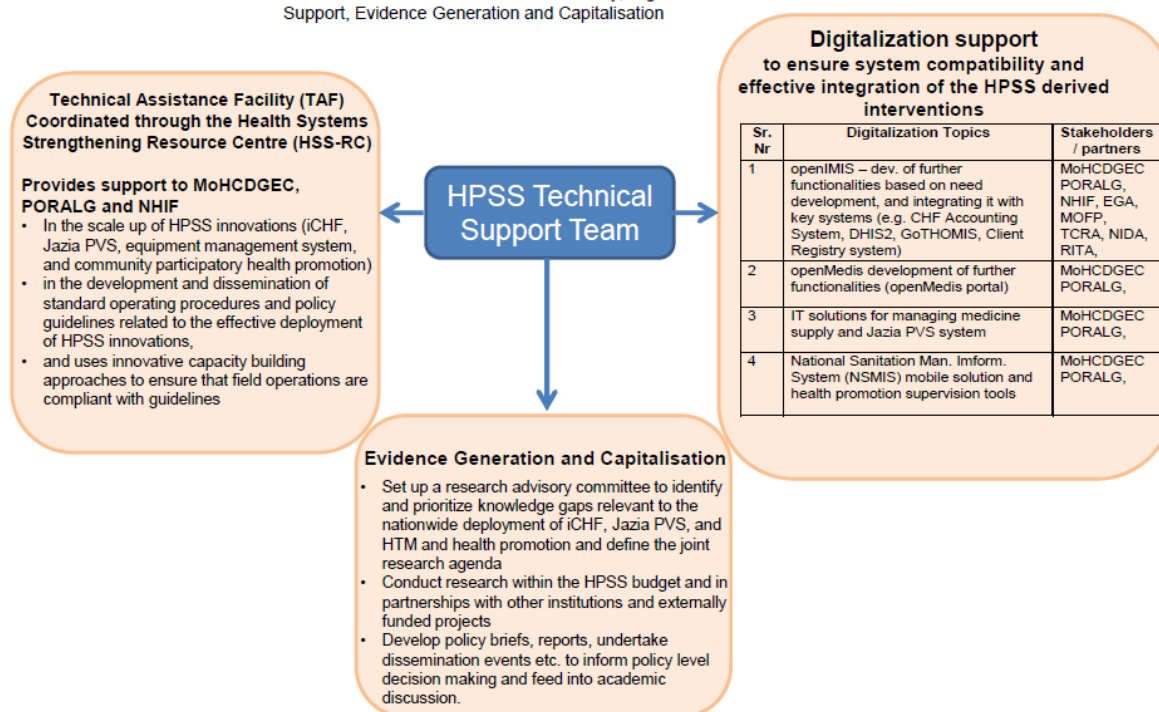 Support, Evidence Generation and Capitalisation
Technical Assistance Facility (TAF)
Coordinated through the Health Systems
Strengthening Resource Centre (HSS-RC)
Provides support to MoHCDGEC,
PORALG and NHIF
• In the scale up of HPSS innovations (iCHF,
Jazia PVS, equipment management system,
and community participatory health promotion)
• in the development and dissemination of
standard operating procedures and policy
guidelines related to the effective deployment
of HPSS innovations,
• and uses innovative capacity building
approaches to ensure that field operations are
compliant with guidelines
HPSS Technical
Support Team
Digitalization support
to ensure system compatibility and
effective integration of the HPSS derived
interventions
Sr. Nr | Digitalization Topics | Stakeholders / partners
1 | openIMIS – dev. of further
functionalities based on need
development, and integrating it with
key systems (e.g. CHF Accounting
System, DHIS2, GoTHOMIS, Client
Registry system)
MoHCDGEC
PORALG,
NHIF, EGA,
MOFP,
TCRA, NIDA,
RITA,
2 | openMedis development of further
functionalities (openMedis portal)
MoHCDGEC
PORALG,
3 | IT solutions for managing medicine
supply and Jazia PVS system
MoHCDGEC
PORALG,
4 | National Sanitation Man. Imform.
System (NSMIS) mobile solution and
health promotion supervision tools
MoHCDGEC
PORALG,
Evidence Generation and Capitalisation
• Set up a research advisory committee to identify
and prioritize knowledge gaps relevant to the
nationwide deployment of iCHF, Jazia PVS, and
HTM and health promotion and define the joint
research agenda
• Conduct research within the HPSS budget and in
partnerships with other institutions and externally
funded projects
• Develop policy briefs, reports, undertake
dissemination events etc. to inform policy level
decision making and feed into academic
discussion.